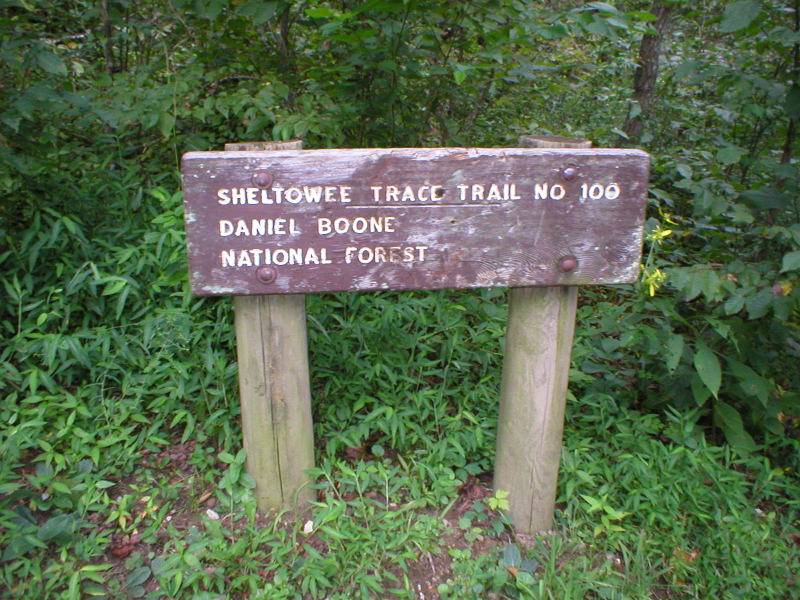 SHELTOWEE TRACE TRAIL NO 100
DANIEL BOONE
NATIONAL FOREST